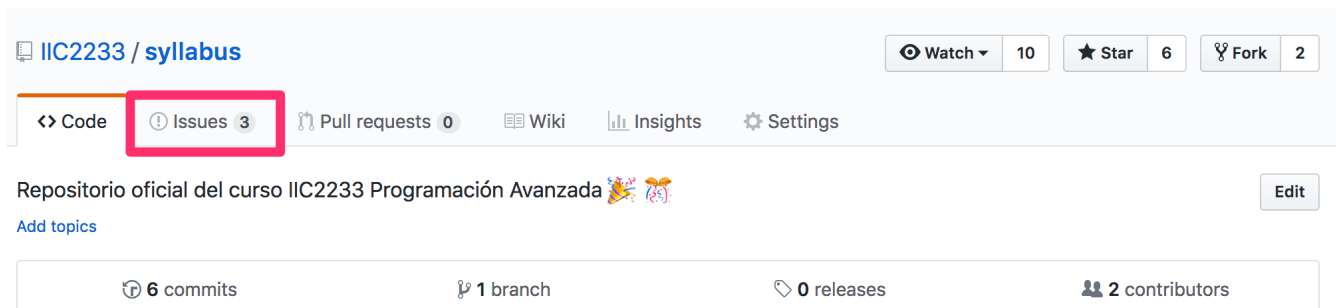 IIC2233 / syllabus
Watch 10 Star 6 Fork 2
Code Issues 3 Pull requests 0 Wiki Insights Settings
Repositorio oficial del curso IIC2233 Programación Avanzada 🎉 🎊 Edit
Add topics
6 commits 1 branch 0 releases 2 contributors